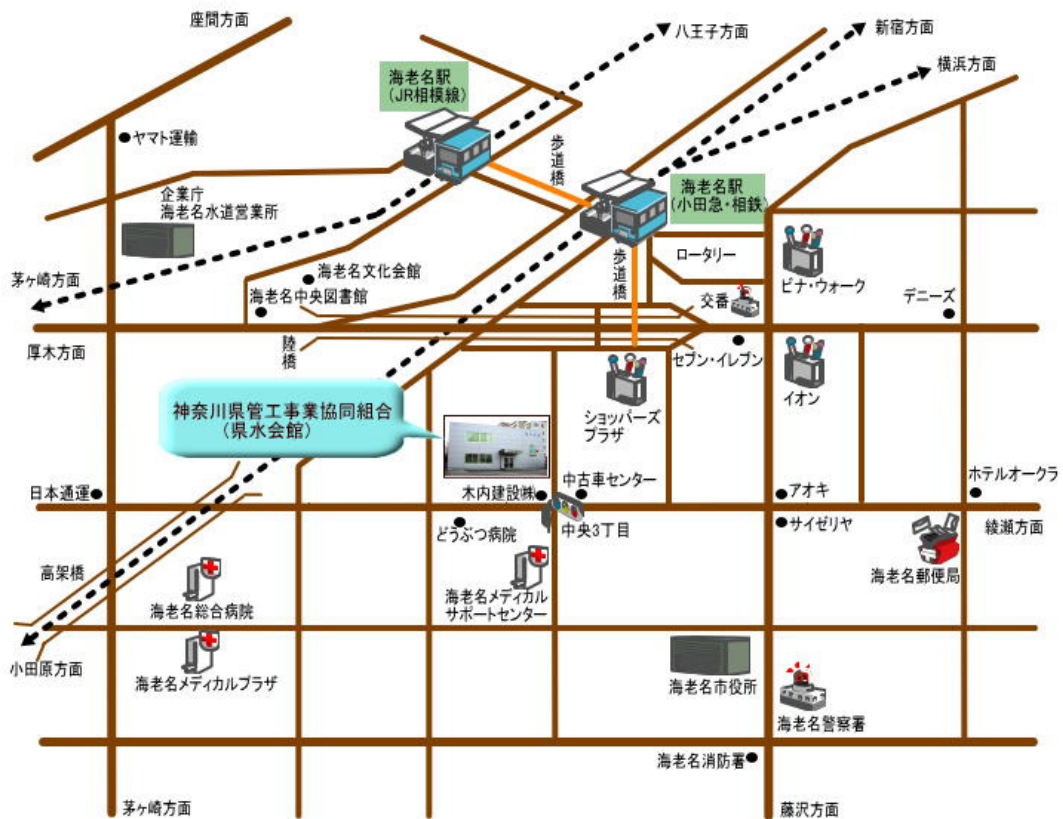 座間方面
八王子方面
新宿方面
横浜方面
海老名駅
(JR相模線)
ヤマト運輸
歩道橋
企業庁
海老名水道営業所
海老名駅
(小田急・相鉄)
ロータリー
歩道橋
茅ヶ崎方面
海老名文化会館
海老名中央図書館
交番
ビナ・ウォーク
デニーズ
厚木方面
陸橋
セブン・イレブン
イオン
神奈川県管工事業協同組合
(県水会館)
ショッパーズ
プラザ
日本通運
木内建設㈱
中古車センター
アオキ
ホテルオークラ
どうぶつ病院
中央3丁目
サイゼリヤ
綾瀬方面
高架橋
海老名総合病院
海老名メディカル
サポートセンター
海老名郵便局
小田原方面
海老名メディカルプラザ
海老名市役所
海老名警察署
海老名消防署
茅ヶ崎方面
藤沢方面